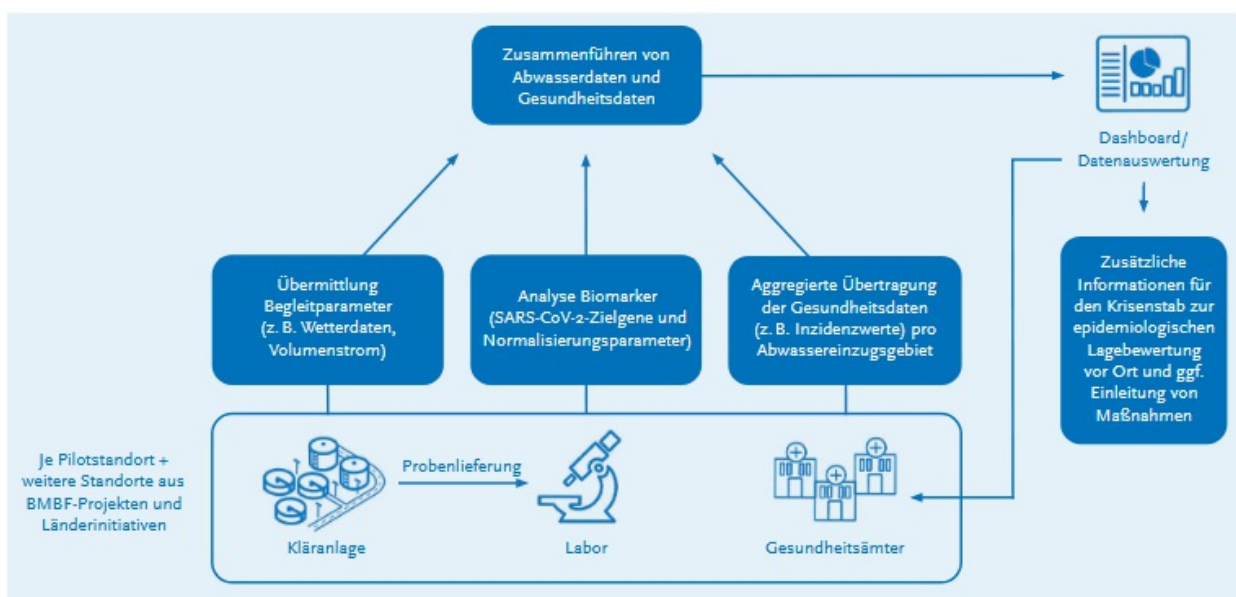 Zusammenführen von
Abwasserdaten und
Gesundheitsdaten
Dashboard/
Datenauswertung
Übermittlung
Begleitparameter
(z. B. Wetterdaten,
Volumenstrom)
Analyse Biomarker
(SARS-CoV-2-Zielgene und
Normalisierungsparameter)
Aggregierte Übertragung
der Gesundheitsdaten
(z. B. Inzidenzwerte) pro
Abwassereinzugsgebiet
Zusätzliche
Informationen für
den Krisenstab zur
epidemiologischen
Lagebewertung
vor Ort und ggf.
Einleitung von
Maßnahmen
Je Pilotstandort +
weitere Standorte aus
BMBF-Projekten und
Länderinitiativen
Probenlieferung
Kläranlage
Labor
Gesundheitsämter